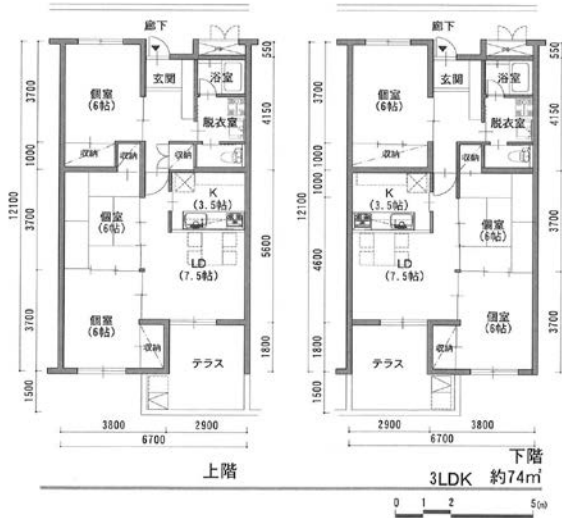 廊下
玄関
浴室
個室
(6帖)
脱衣室
収納
収納
収納
K
(3.5帖)
個室
(6帖)
LD
(7.5帖)
個室
(6帖)
収納
テラス
3700
1000
3700
3700
12100
1500
550
4150
5600
1800
3800
2900
6700
上階
廊下
玄関
浴室
個室
(6帖)
脱衣室
収納
収納
K
(3.5帖)
個室
(6帖)
LD
(7.5帖)
個室
(6帖)
収納
テラス
3700
1000
1000
4600
1800
12100
1500
550
4150
3700
3700
2900
3800
6700
下階
3LDK 約74㎡
0 1 2 5(m)